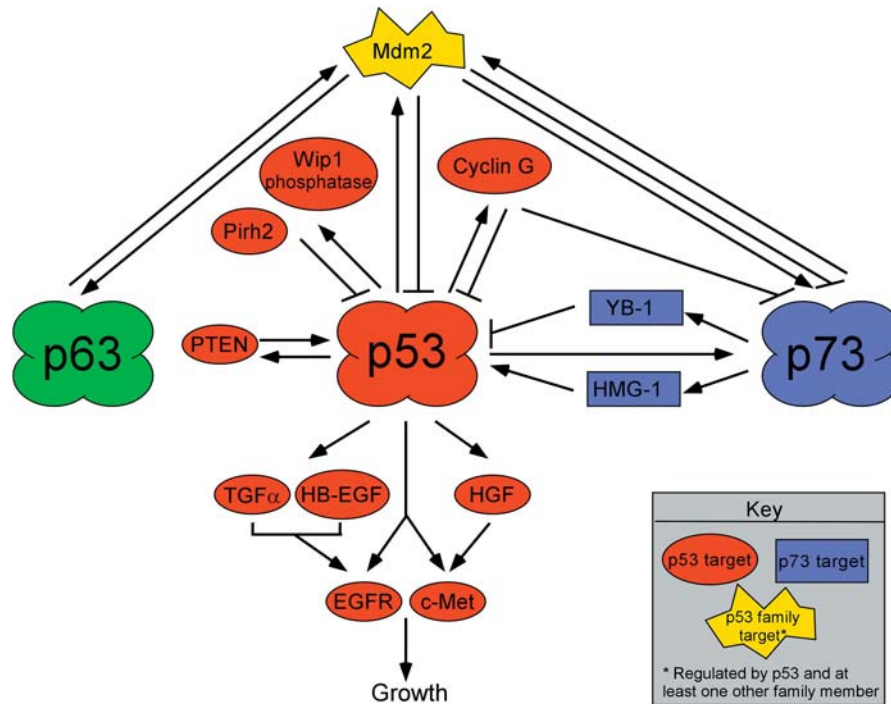 Mdm2
Wip1
phosphatase
Cyclin G
Pirh2
YB-1
p63
PTEN
p53
p73
HMG-1
TGFα
HB-EGF
HGF
EGFR
c-Met
Growth
Key
p53 target
p73 target
p53 family
target*
* Regulated by p53 and at
least one other family member